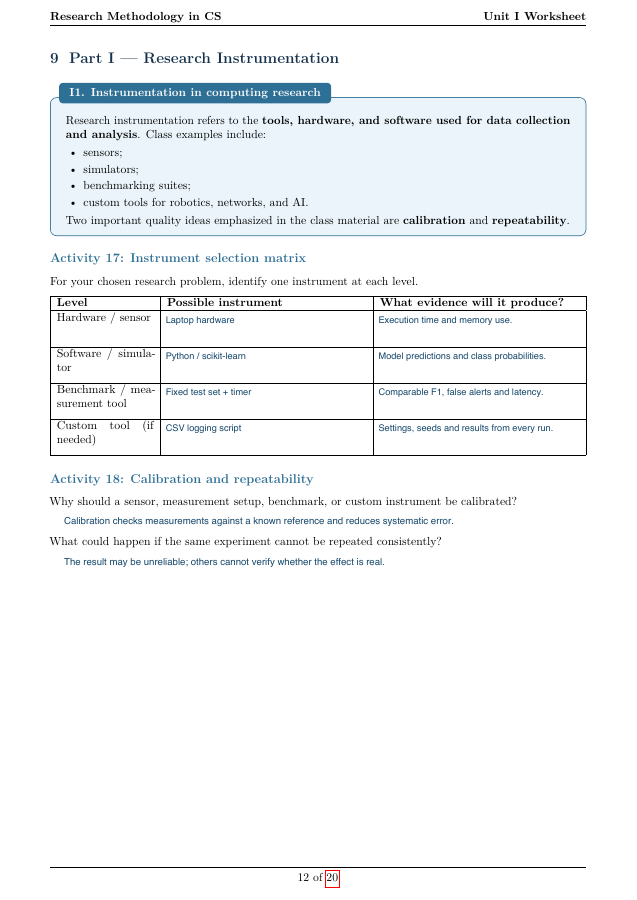 Research Methodology in CS Unit I Worksheet
9 Part I — Research Instrumentation
I1. Instrumentation in computing research
Research instrumentation refers to the tools, hardware, and software used for data collection
and analysis. Class examples include:
• sensors;
• simulators;
• benchmarking suites;
• custom tools for robotics, networks, and AI.
Two important quality ideas emphasized in the class material are calibration and repeatability.
Activity 17: Instrument selection matrix
For your chosen research problem, identify one instrument at each level.
Level Possible instrument What evidence will it produce?
Hardware / sensor Laptop hardware Execution time and memory use.
Software / simula- Python / scikit-learn Model predictions and class probabilities.
tor
Benchmark / mea- Fixed test set + timer Comparable F1, false alerts and latency.
surement tool
Custom tool (if CSV logging script Settings, seeds and results from every run.
needed)
Activity 18: Calibration and repeatability
Why should a sensor, measurement setup, benchmark, or custom instrument be calibrated?
Calibration checks measurements against a known reference and reduces systematic error.
What could happen if the same experiment cannot be repeated consistently?
The result may be unreliable; others cannot verify whether the effect is real.
12 of 20